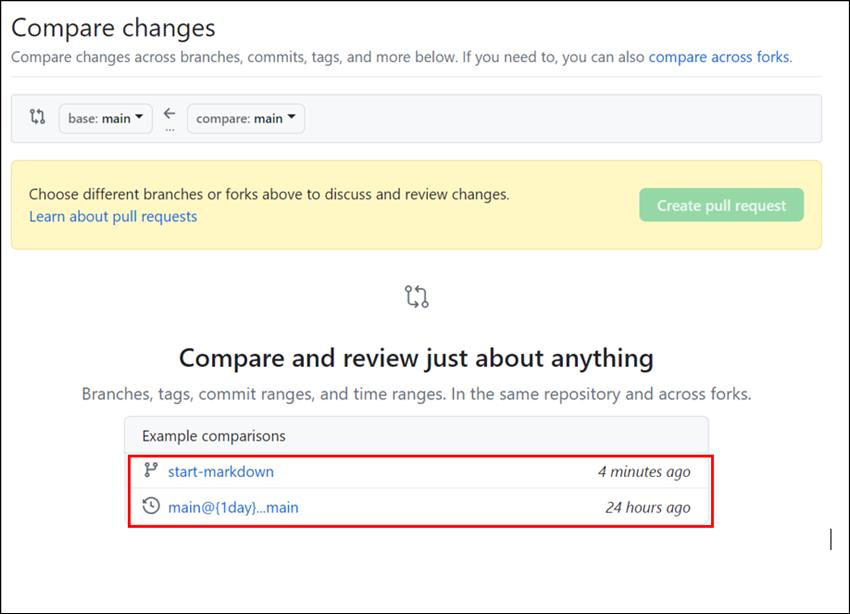 Compare changes
Compare changes across branches, commits, tags, and more below. If you need to, you can also compare across forks.
base: main ← compare: main
...
Choose different branches or forks above to discuss and review changes.
Learn about pull requests
Create pull request
Compare and review just about anything
Branches, tags, commit ranges, and time ranges. In the same repository and across forks.
Example comparisons
start-markdown 4 minutes ago
main@{1day}...main 24 hours ago